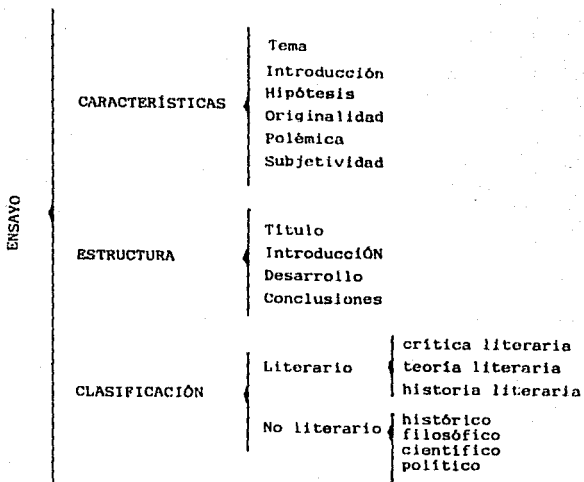 ENSAYO
CARACTERÍSTICAS
Tema
Introducción
Hipótesis
Originalidad
Polémica
Subjetividad
ESTRUCTURA
Título
IntroducciÓN
Desarrollo
Conclusiones
CLASIFICACIÓN
Literario
crítica literaria
teoría literaria
historia literaria
No literario
histórico
filosófico
científico
político